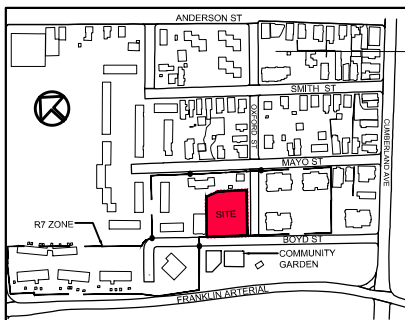 ANDERSON ST
SMITH ST
OXFORD ST
CUMBERLAND AVE
MAYO ST
SITE
R7 ZONE
BOYD ST
COMMUNITY
GARDEN
FRANKLIN ARTERIAL